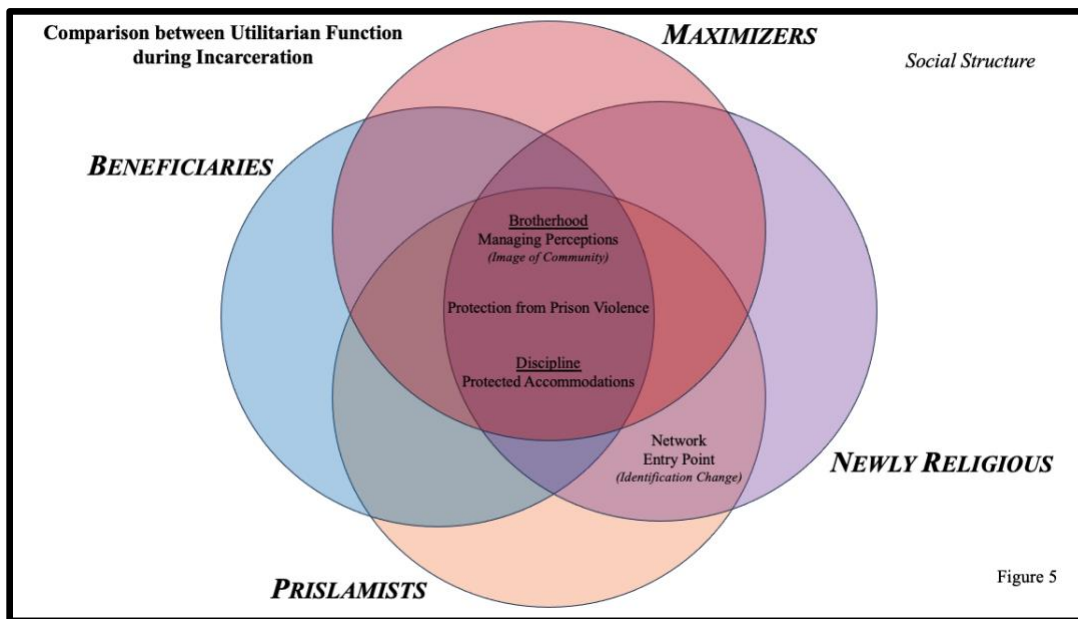 Comparison between Utilitarian Function
during Incarceration
MAXIMIZERS
Social Structure
BENEFICIARIES
Brotherhood
Managing Perceptions
(Image of Community)
Protection from Prison Violence
Discipline
Protected Accommodations
Network
Entry Point
(Identification Change)
NEWLY RELIGIOUS
PRISLAMISTS
Figure 5